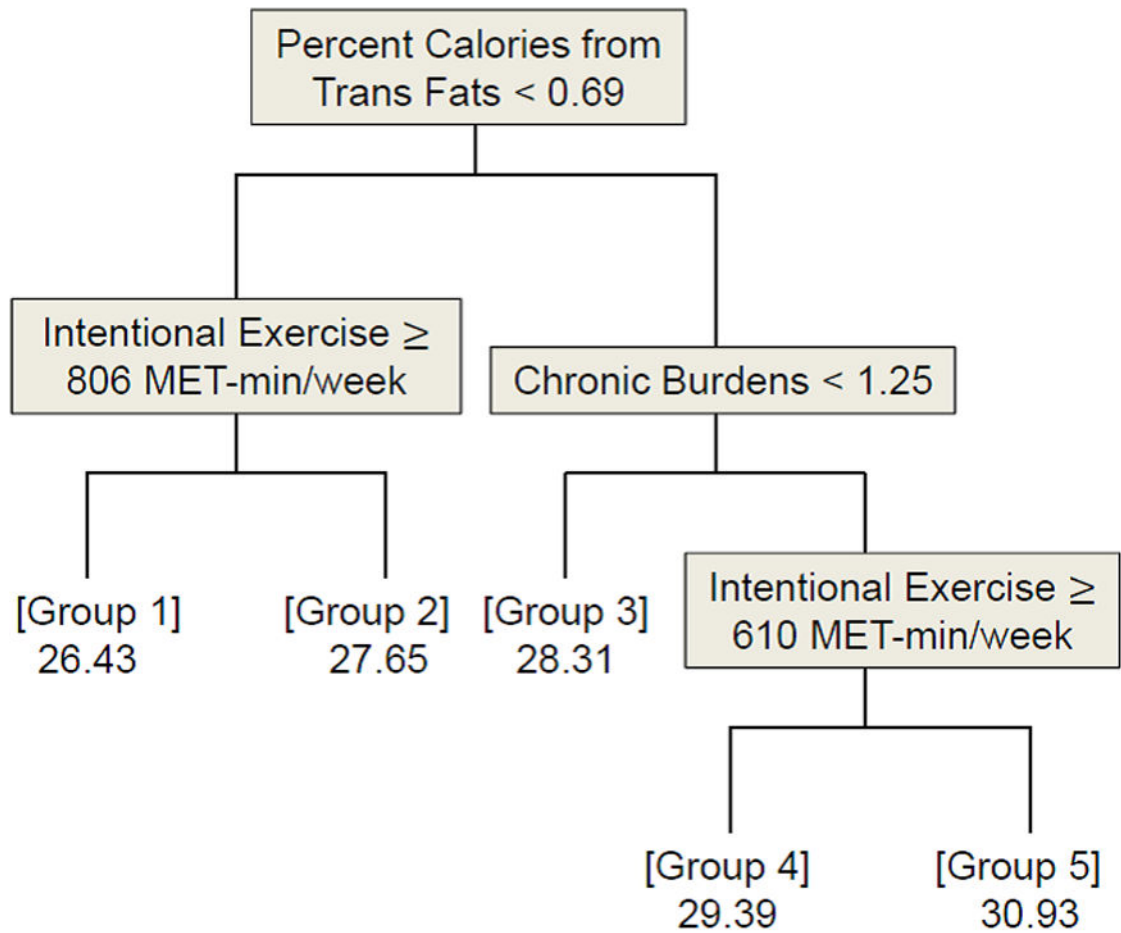 Percent Calories from
Trans Fats < 0.69
Intentional Exercise ≥
806 MET-min/week
Chronic Burdens < 1.25
[Group 1]
26.43
[Group 2]
27.65
[Group 3]
28.31
Intentional Exercise ≥
610 MET-min/week
[Group 4]
29.39
[Group 5]
30.93